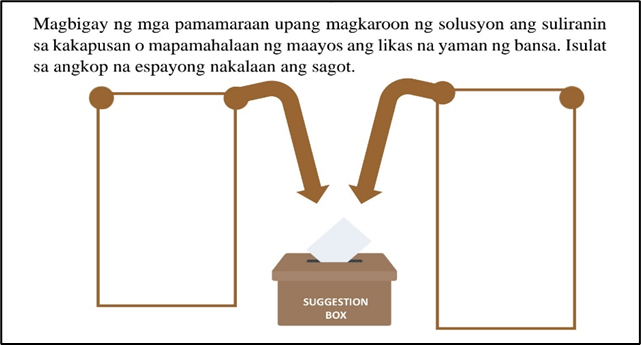 Magbigay ng mga pamamaraan upang magkaroon ng solusyon ang suliranin
sa kakapusan o mapamahalaan ng maayos ang likas na yaman ng bansa. Isulat
sa angkop na espayong nakalaan ang sagot.
SUGGESTION
BOX